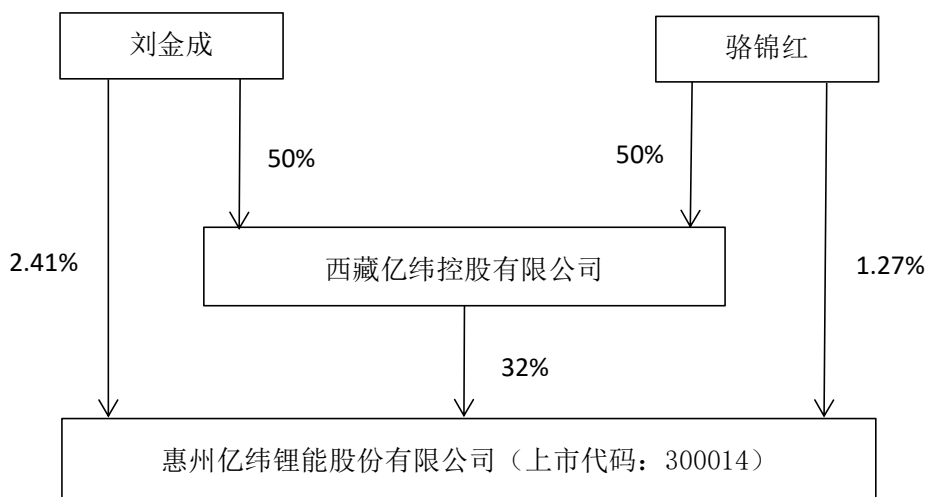 刘金成
骆锦红
50%
50%
2.41%
西藏亿纬控股有限公司
1.27%
32%
惠州亿纬锂能股份有限公司（上市代码：300014）